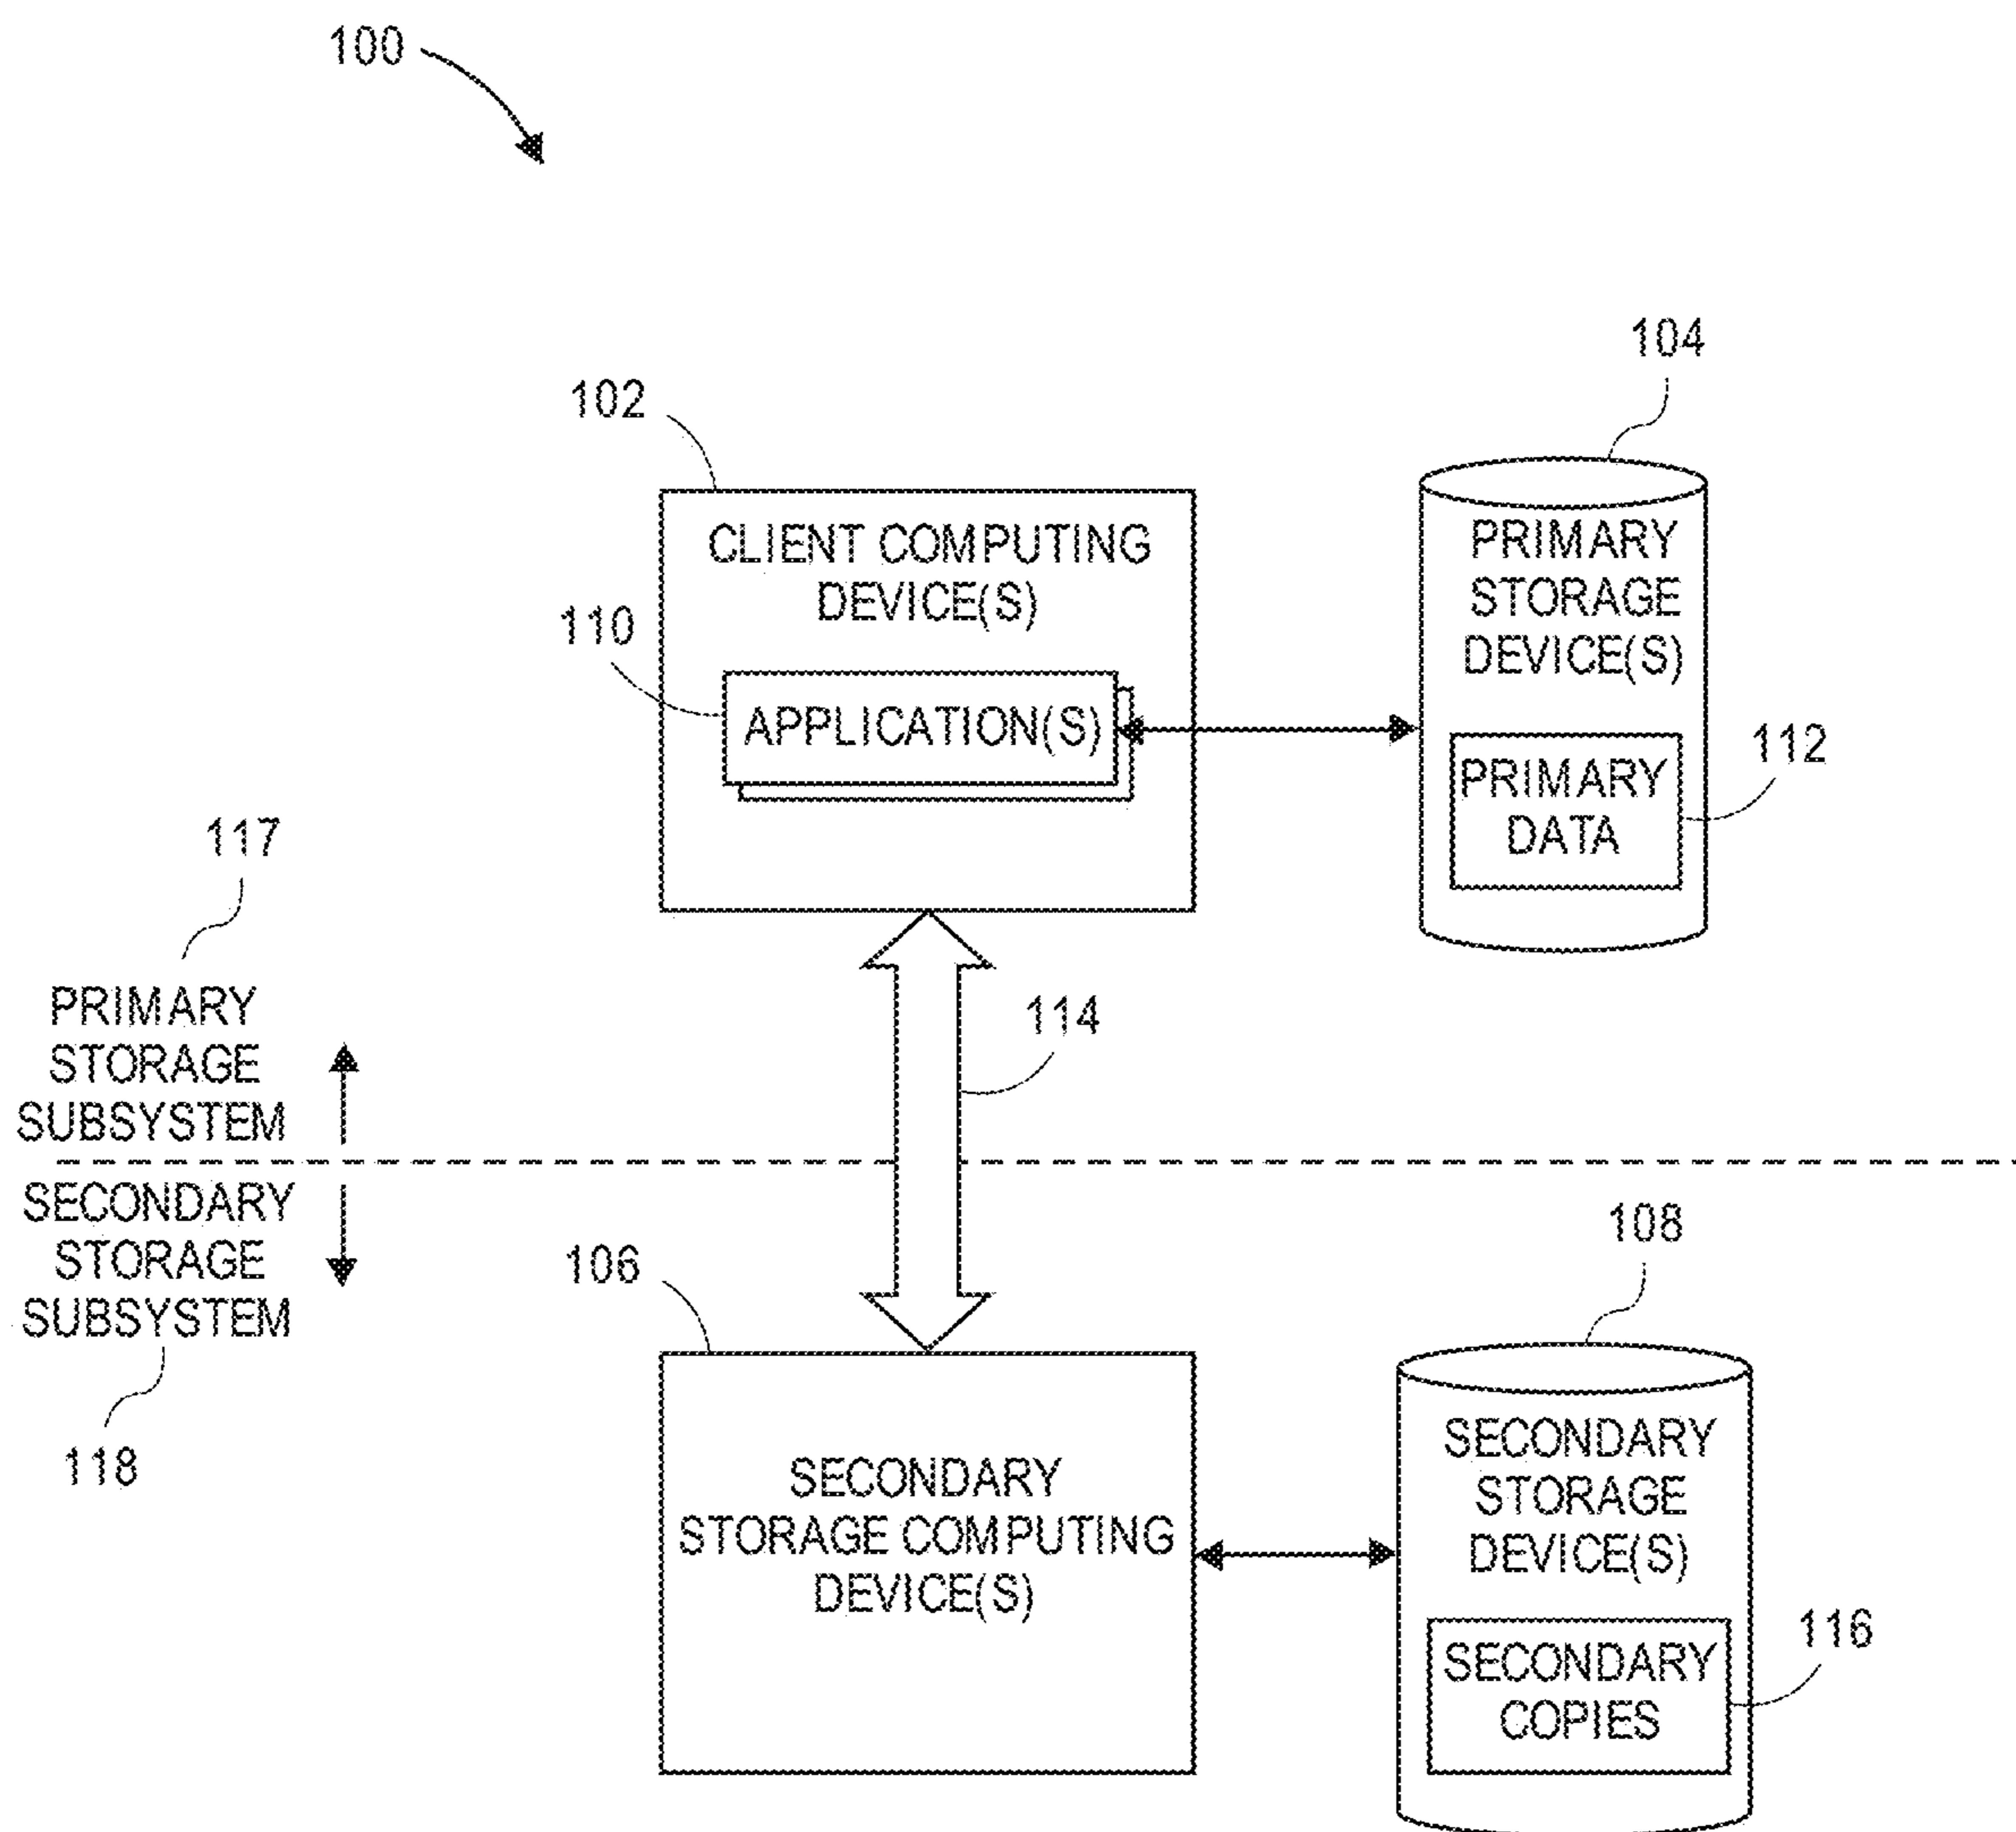 100
104
102
CLIENT COMPUTING
DEVICE(S)
110
APPLICATION(S)
PRIMARY
STORAGE
DEVICE(S)
PRIMARY
DATA
112
117
PRIMARY
STORAGE
SUBSYSTEM
114
SECONDARY
STORAGE
SUBSYSTEM
118
106
SECONDARY
STORAGE COMPUTING
DEVICE(S)
108
SECONDARY
STORAGE
DEVICE(S)
SECONDARY
COPIES
116